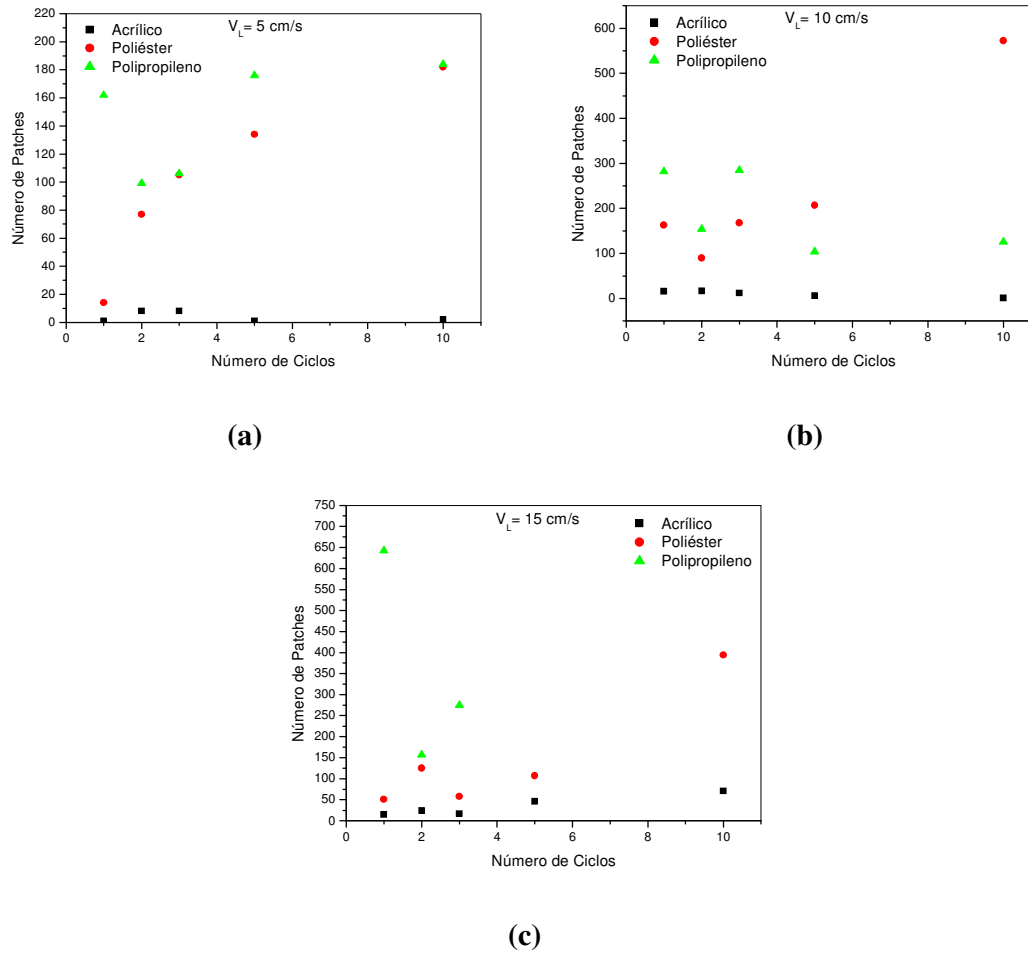 V_L= 5 cm/s
Acrílico
Poliéster
Polipropileno
Número de Patches
220
200
180
160
140
120
100
80
60
40
20
0
0 2 4 6 8 10
Número de Ciclos
(a)
V_L= 10 cm/s
Acrílico
Poliéster
Polipropileno
Número de Patches
600
500
400
300
200
100
0
0 2 4 6 8 10
Número de Ciclos
(b)
V_L= 15 cm/s
Acrílico
Poliéster
Polipropileno
Número de Patches
750
700
650
600
550
500
450
400
350
300
250
200
150
100
50
0
0 2 4 6 8 10
Número de Ciclos
(c)